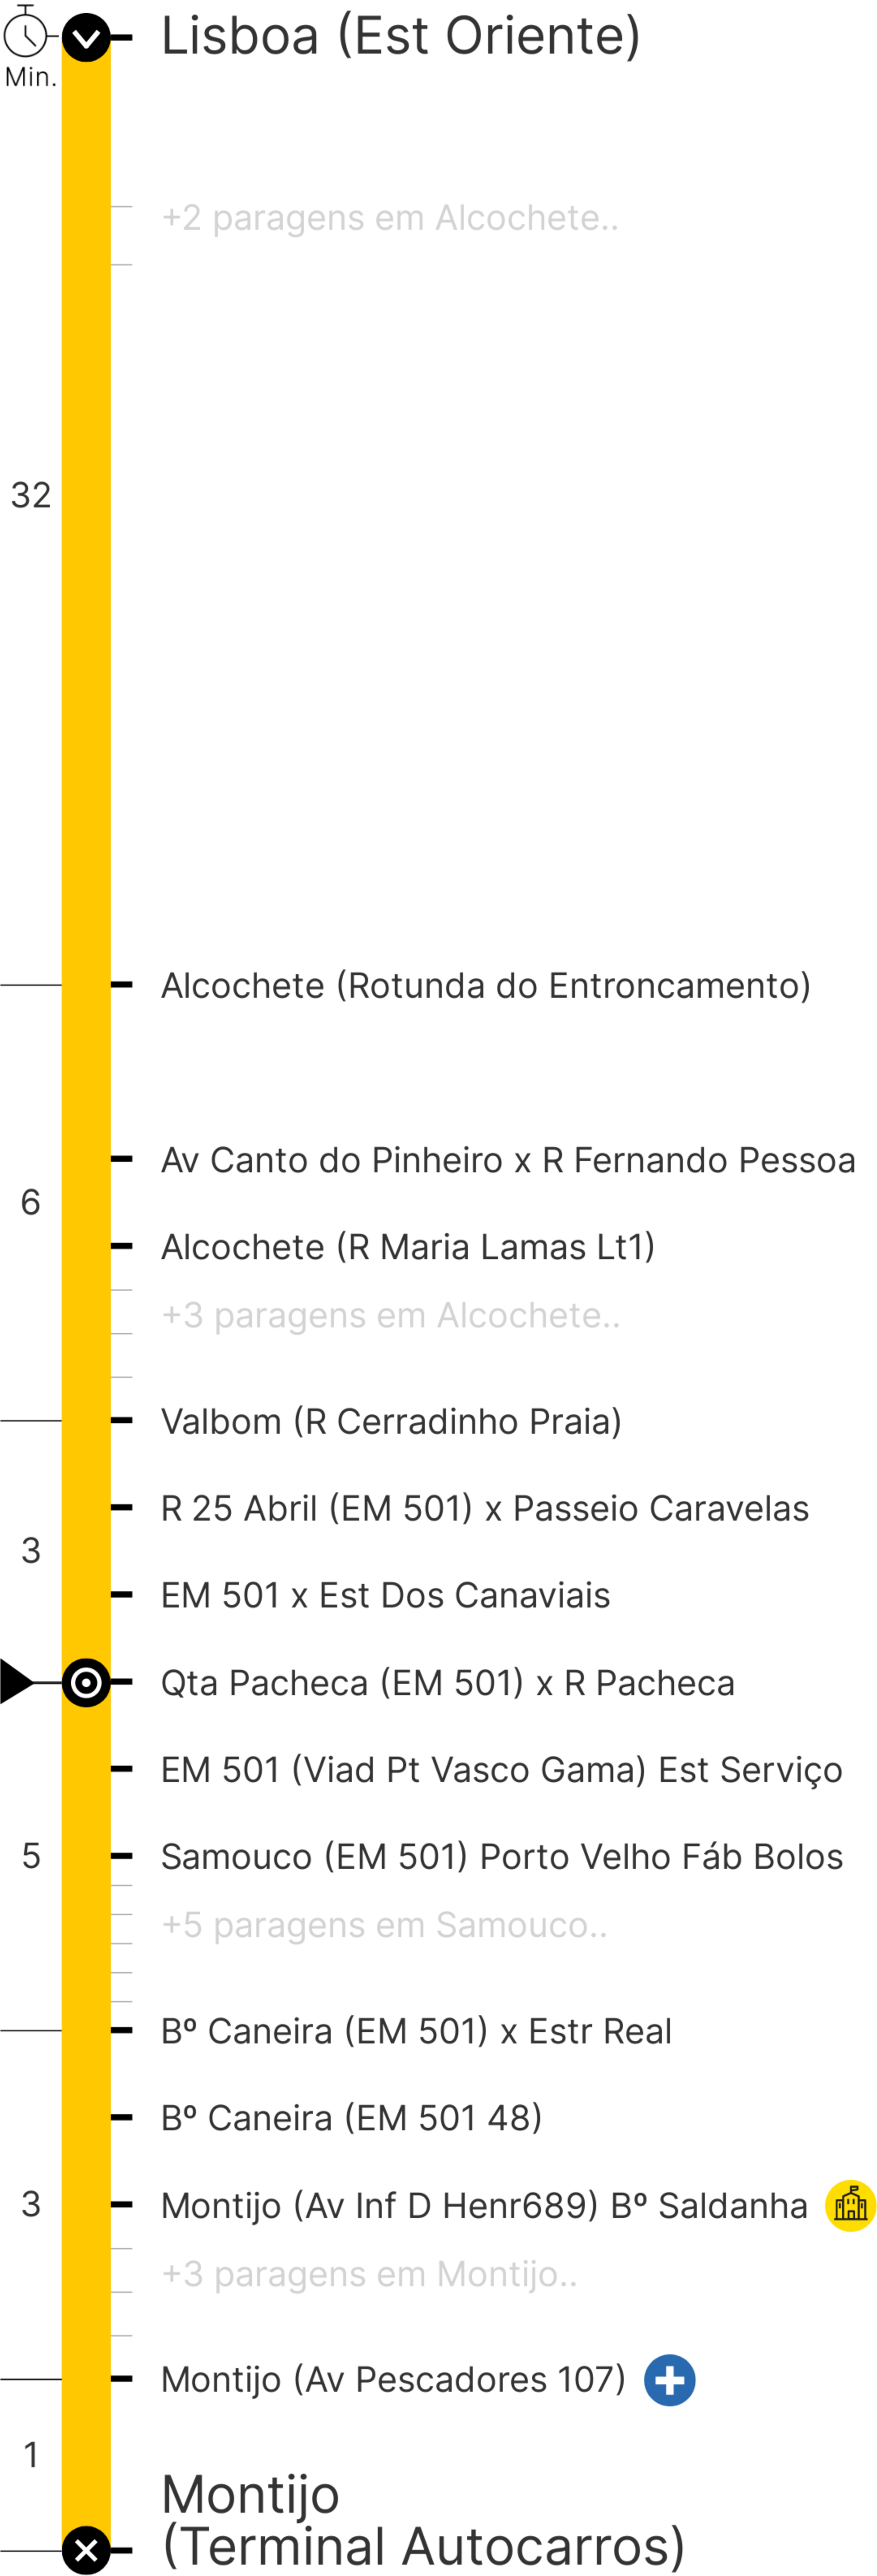 Lisboa (Est Oriente)
Min.
+2 paragens em Alcochete..
32
Alcochete (Rotunda do Entroncamento)
Av Canto do Pinheiro x R Fernando Pessoa
6
Alcochete (R Maria Lamas Lt1)
+3 paragens em Alcochete..
Valbom (R Cerradinho Praia)
R 25 Abril (EM 501) x Passeio Caravelas
3
EM 501 x Est Dos Canaviais
Qta Pacheca (EM 501) x R Pacheca
EM 501 (Viad Pt Vasco Gama) Est Serviço
5
Samouco (EM 501) Porto Velho Fáb Bolos
+5 paragens em Samouco..
Bº Caneira (EM 501) x Estr Real
Bº Caneira (EM 501 48)
3
Montijo (Av Inf D Henr689) Bº Saldanha
+3 paragens em Montijo..
Montijo (Av Pescadores 107)
1
Montijo
(Terminal Autocarros)